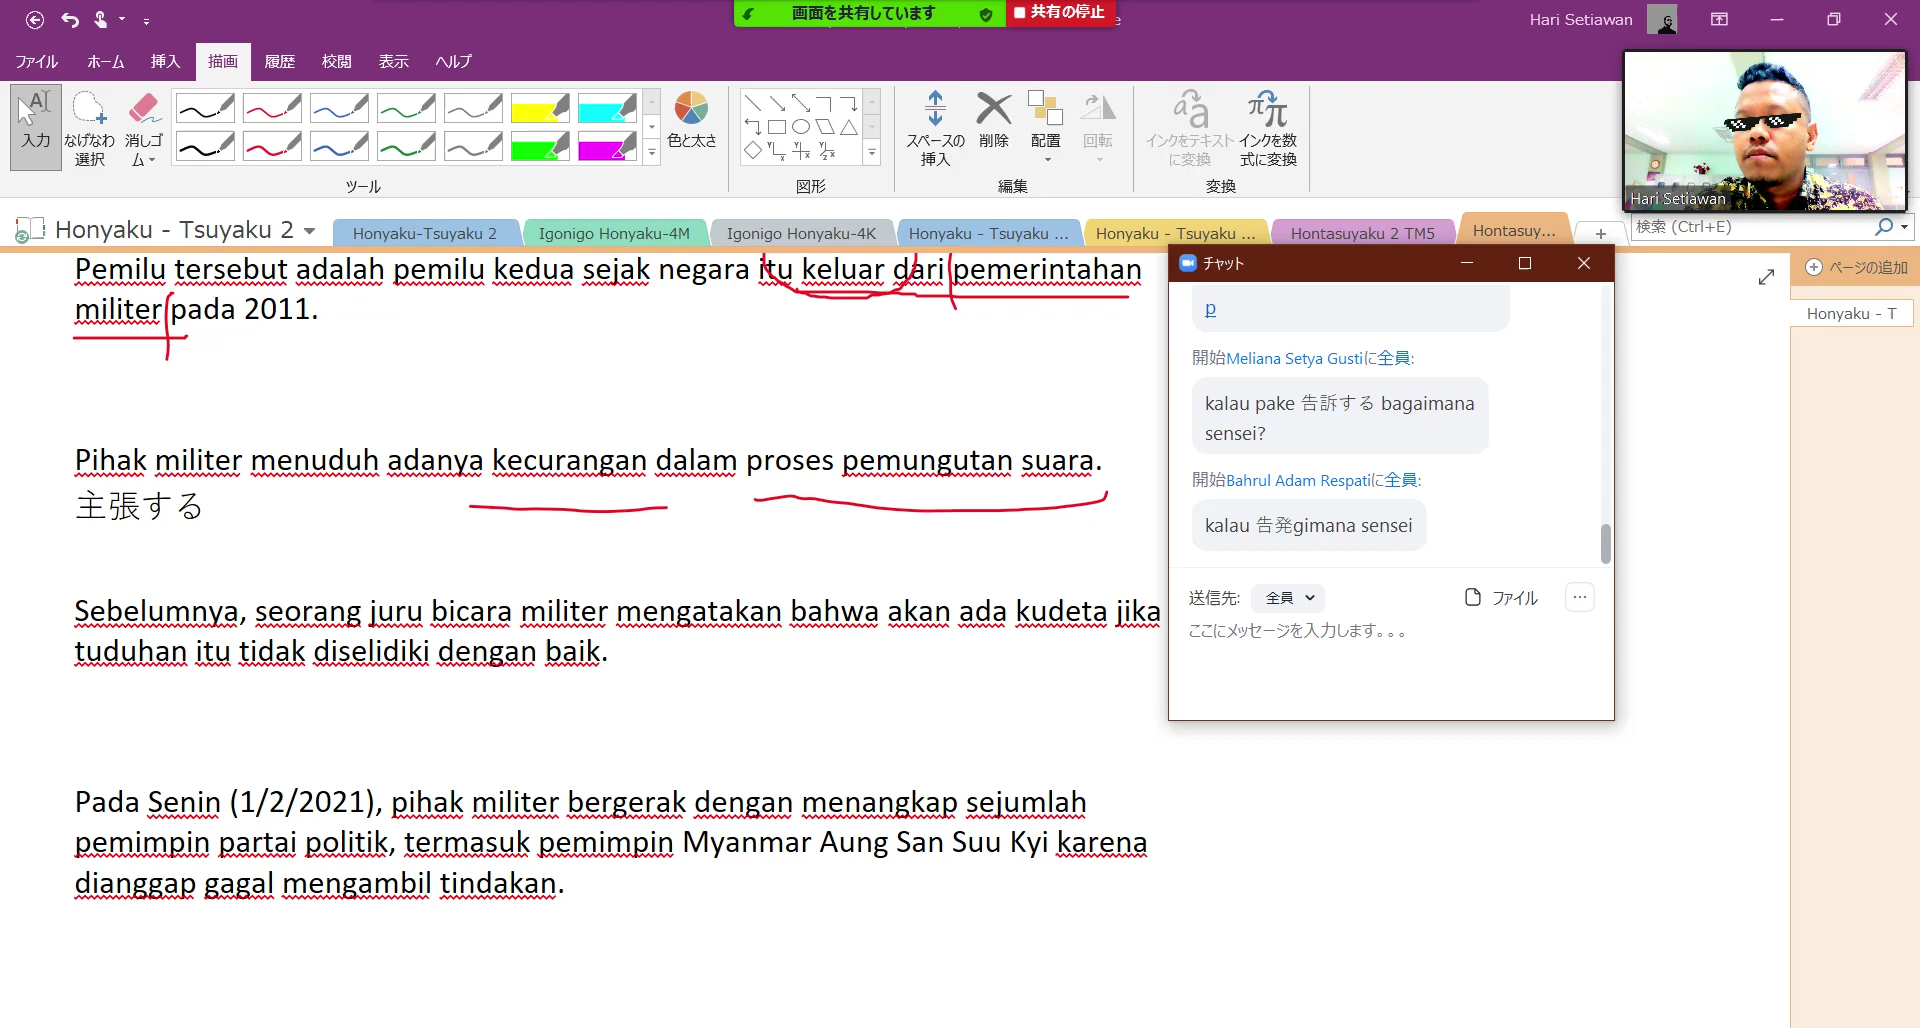 画面を共有しています
共有の停止
Hari Setiawan
ファイル
ホーム
挿入
描画
履歴
校閲
表示
ヘルプ
入力
なげなわ
選択
消しゴ
ム
色と太さ
ツール
図形
スペースの
挿入
削除
配置
回転
編集
インクをテキスト
に変換
インクを数
式に変換
変換
Hari Setiawan
Honyaku - Tsuyaku 2
Honyaku-Tsuyaku 2
Igonigo Honyaku-4M
Igonigo Honyaku-4K
Honyaku - Tsuyaku ...
Honyaku - Tsuyaku ...
Hontasuyaku 2 TM5
Hontasuy...
検索 (Ctrl+E)
ページの追加
Honyaku - T
Pemilu tersebut adalah pemilu kedua sejak negara itu keluar dari pemerintahan
militer pada 2011.
Pihak militer menuduh adanya kecurangan dalam proses pemungutan suara.
主張する
Sebelumnya, seorang juru bicara militer mengatakan bahwa akan ada kudeta jika
tuduhan itu tidak diselidiki dengan baik.
Pada Senin (1/2/2021), pihak militer bergerak dengan menangkap sejumlah
pemimpin partai politik, termasuk pemimpin Myanmar Aung San Suu Kyi karena
dianggap gagal mengambil tindakan.
チャット
p
開始Meliana Setya Gustiに全員:
kalau pake 告訴する bagaimana
sensei?
開始Bahrul Adam Respatiに全員:
kalau 告発gimana sensei
送信先: 全員
ファイル
ここにメッセージを入力します。。。